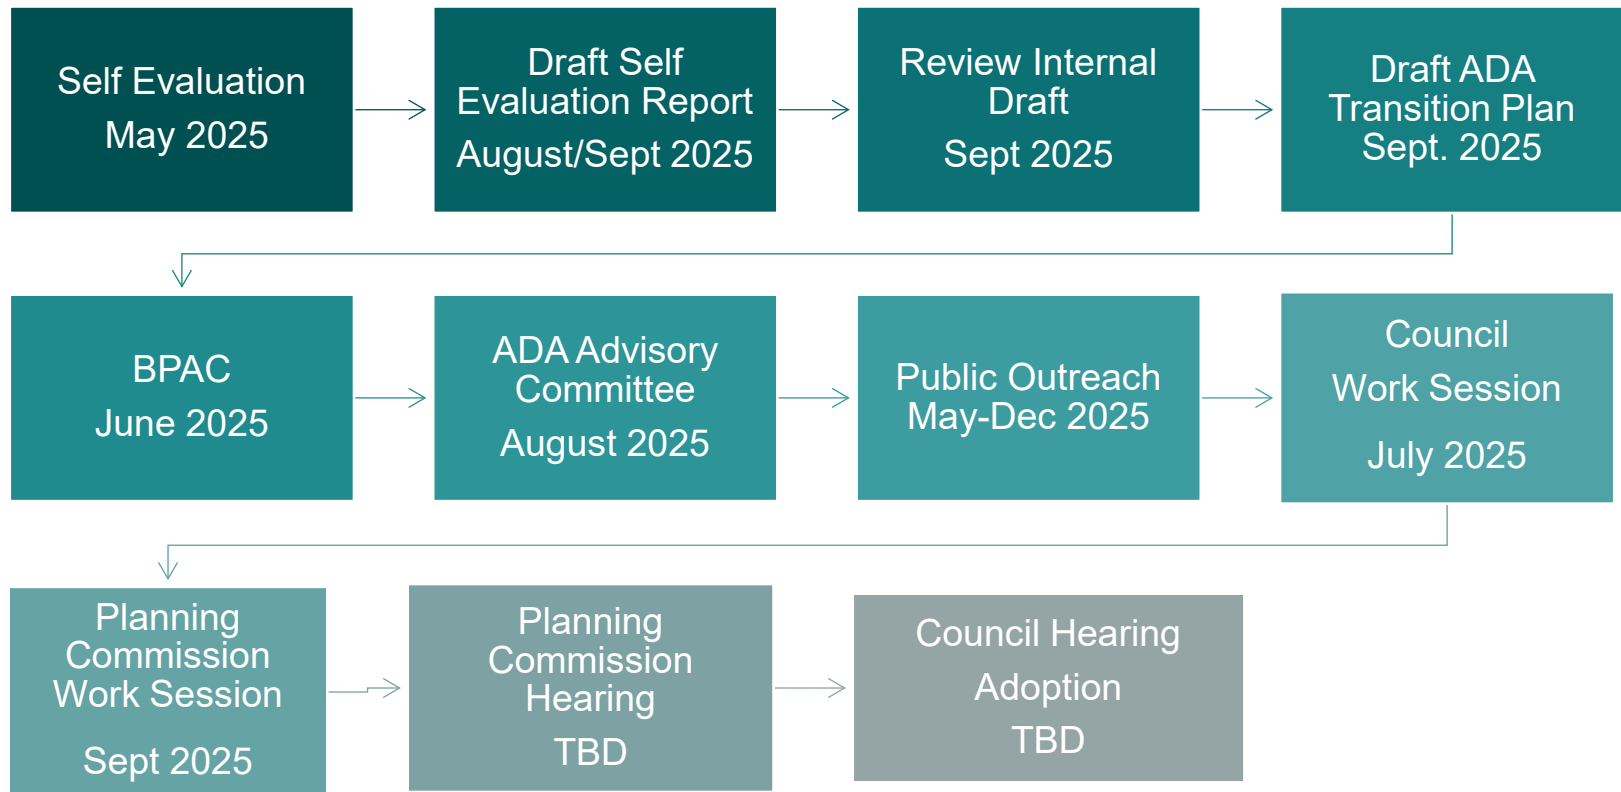 Self Evaluation
May 2025
Draft Self
Evaluation Report
August/Sept 2025
Review Internal
Draft
Sept 2025
Draft ADA
Transition Plan
Sept. 2025
BPAC
June 2025
ADA Advisory
Committee
August 2025
Public Outreach
May-Dec 2025
Council
Work Session
July 2025
Planning
Commission
Work Session
Sept 2025
Planning
Commission
Hearing
TBD
Council Hearing
Adoption
TBD